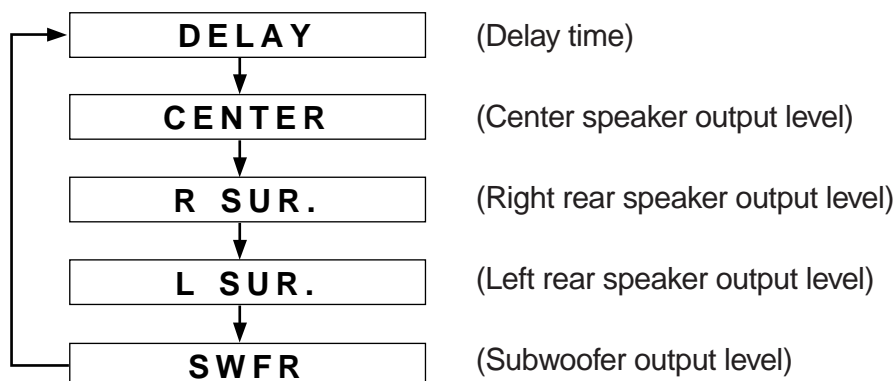 DELAY (Delay time)
CENTER (Center speaker output level)
R SUR. (Right rear speaker output level)
L SUR. (Left rear speaker output level)
SWFR (Subwoofer output level)